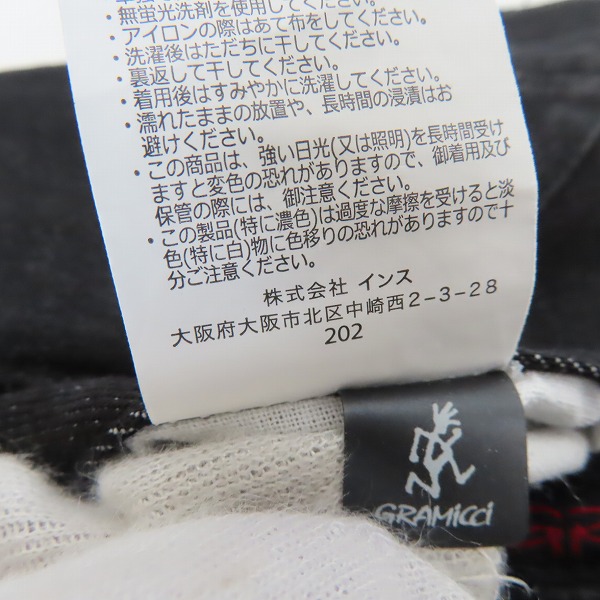 ・無蛍光洗剤を使用してください。
・アイロンの際はあて布をしてください。
・洗濯後はただちに干してください。
・裏返して干してください。
・着用後はすみやかに洗濯してください。
・濡れたままの放置や、長時間の浸漬はお
避けください。
・この商品は、強い日光(又は照明)を長時間受け
ますと変色の恐れがありますので、御着用及び
保管の際には、御注意ください。
・この製品(特に濃色)は過度な摩擦を受けると淡
色(特に白)物に色移りの恐れがありますので十
分ご注意ください。
株式会社 インス
大阪府大阪市北区中崎西2-3-28
202
GRAMICCI